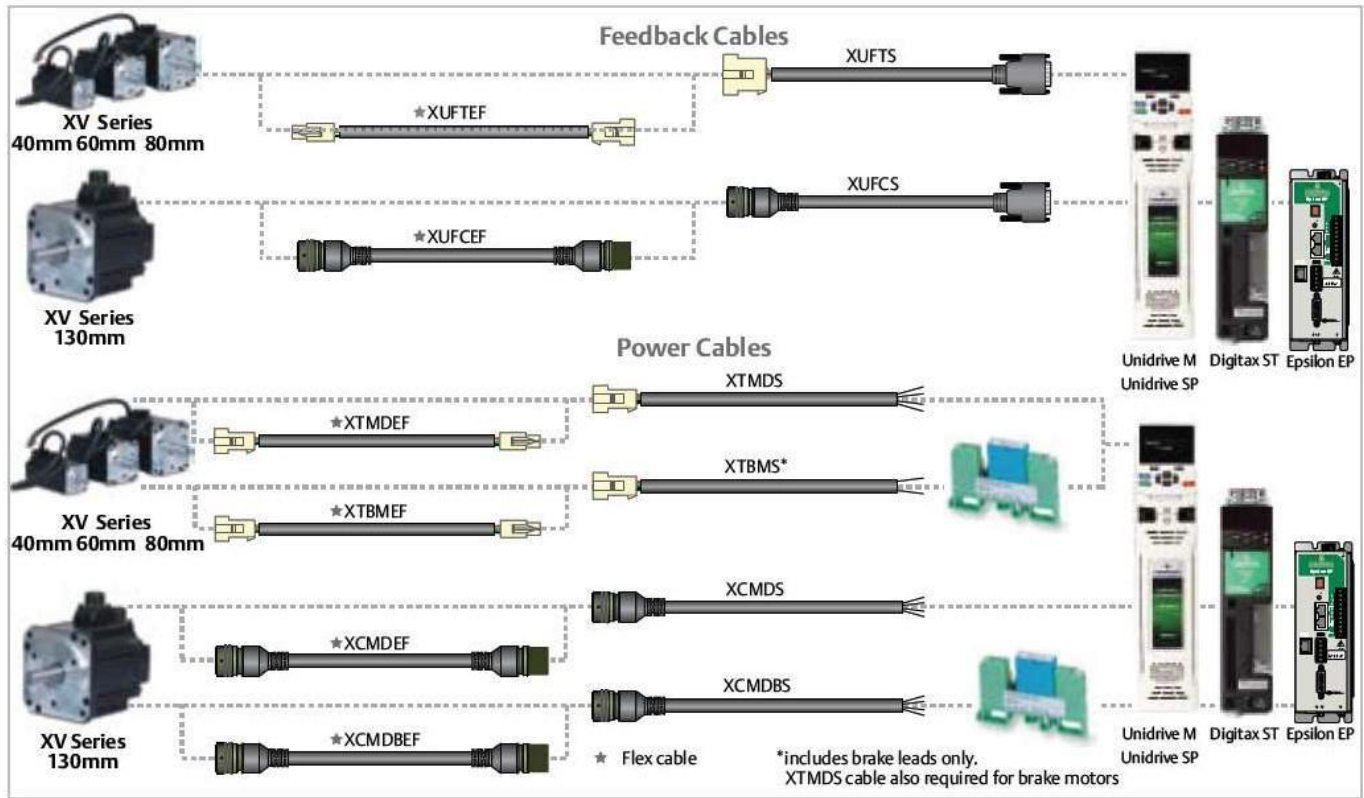 Feedback Cables
XUFTS
★XUFTEF
XV Series
40mm 60mm 80mm
XUFCS
★XUFCEF
XV Series
130mm
Unidrive M Digitax ST Epsilon EP
Unidrive SP
Power Cables
XTMDS
★XTMDEF
XTBMS*
★XTBMEF
XV Series
40mm 60mm 80mm
XCMDS
★XCMDEF
XCMDBS
★XCMDBEF
XV Series
130mm
★ Flex cable
*includes brake leads only.
XTMDS cable also required for brake motors
Unidrive M Digitax ST Epsilon EP
Unidrive SP